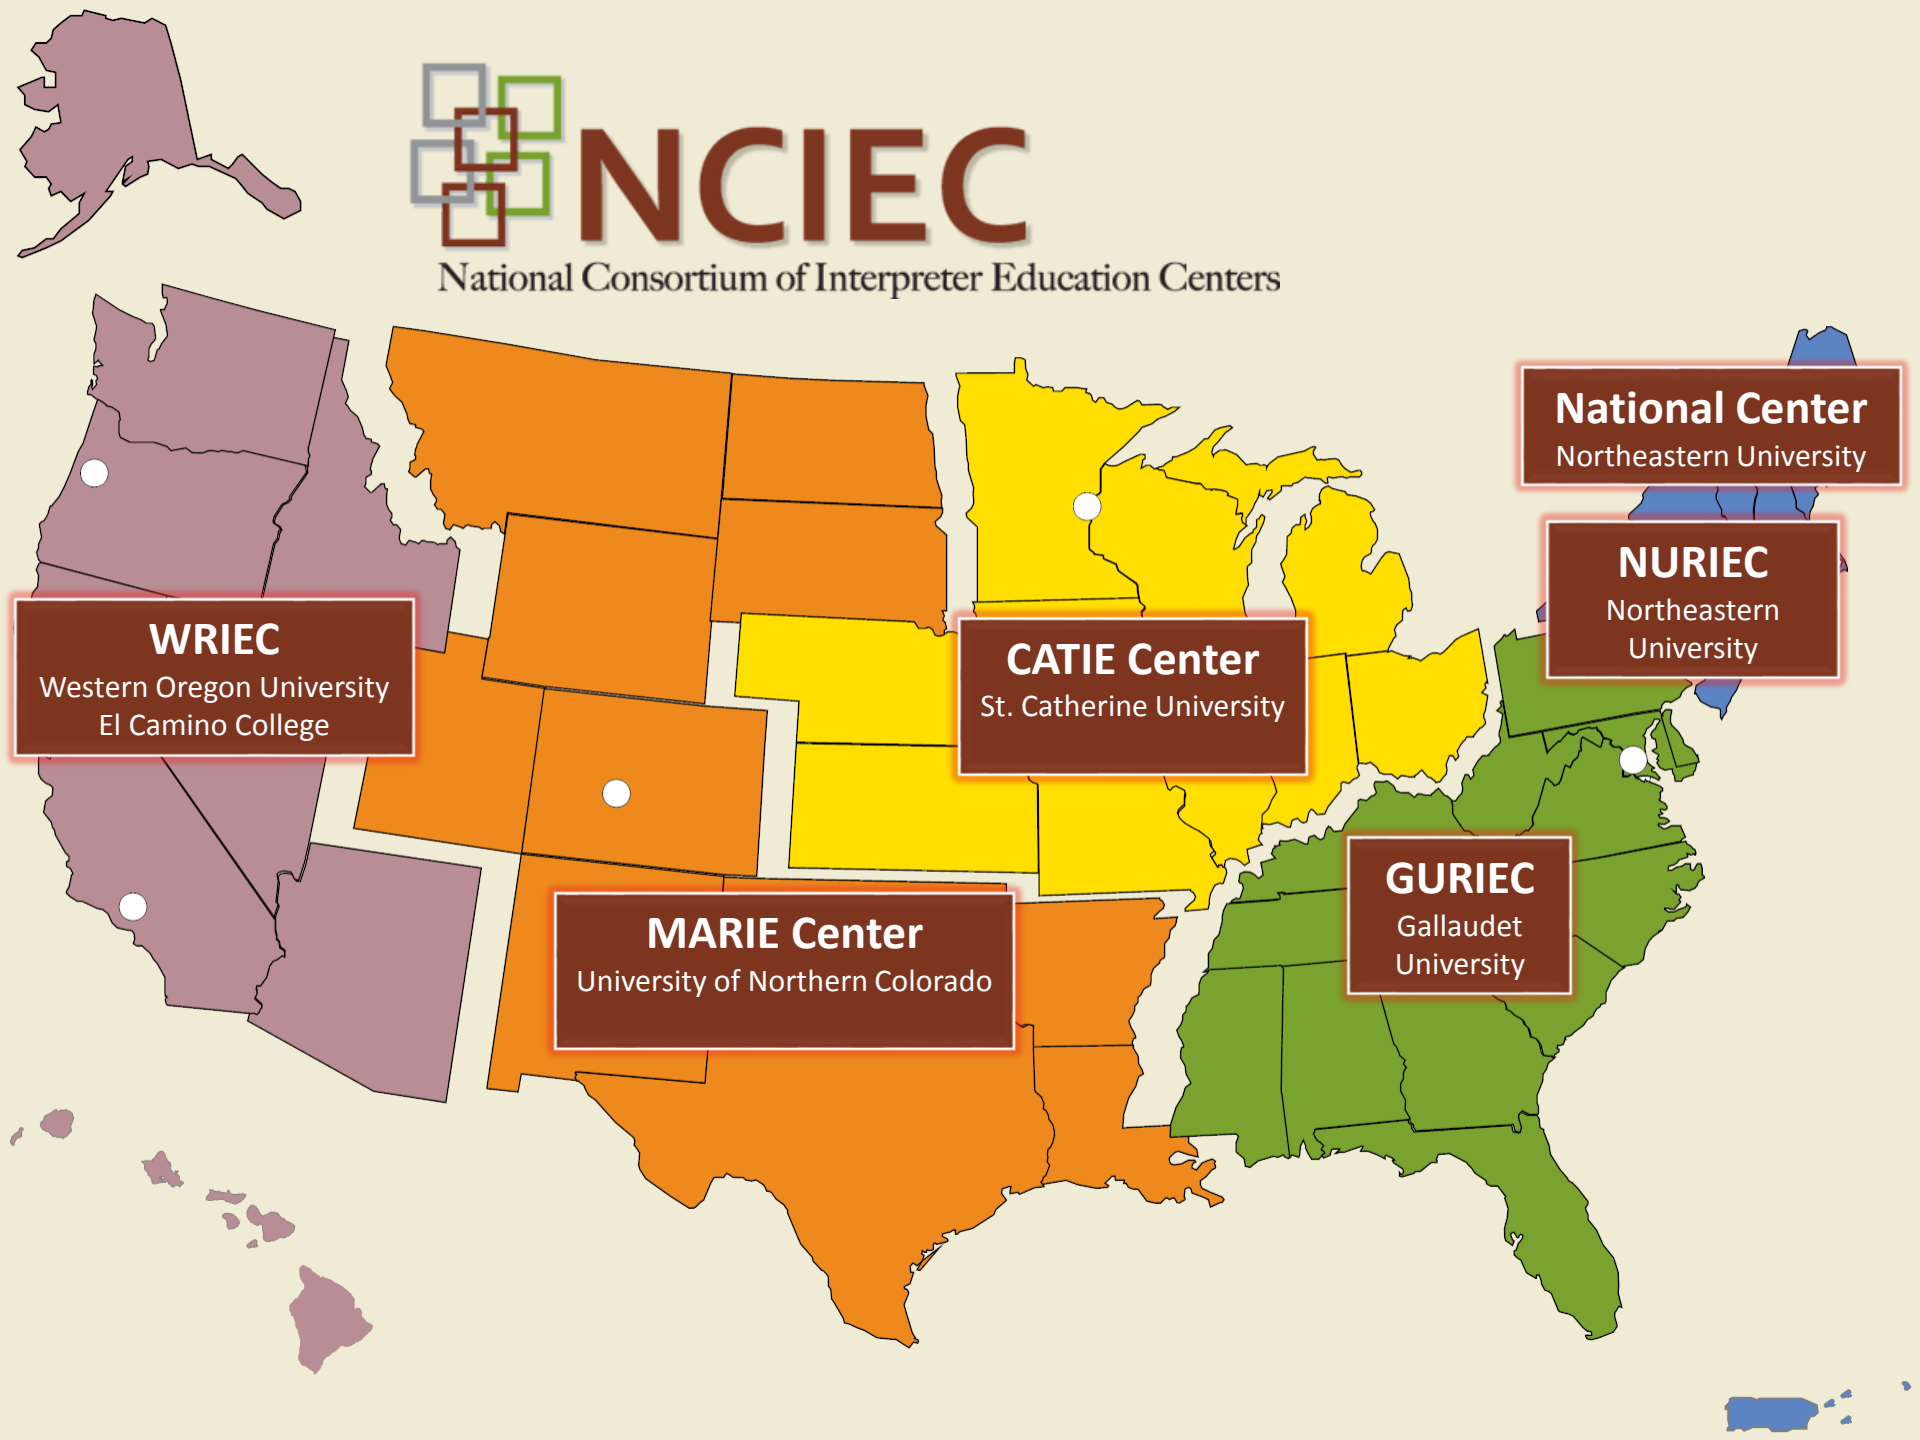 NCIEC
National Consortium of Interpreter Education Centers
National Center
Northeastern University
NURIEC
Northeastern
University
WRIEC
Western Oregon University
El Camino College
CATIE Center
St. Catherine University
GURIEC
Gallaudet
University
MARIE Center
University of Northern Colorado